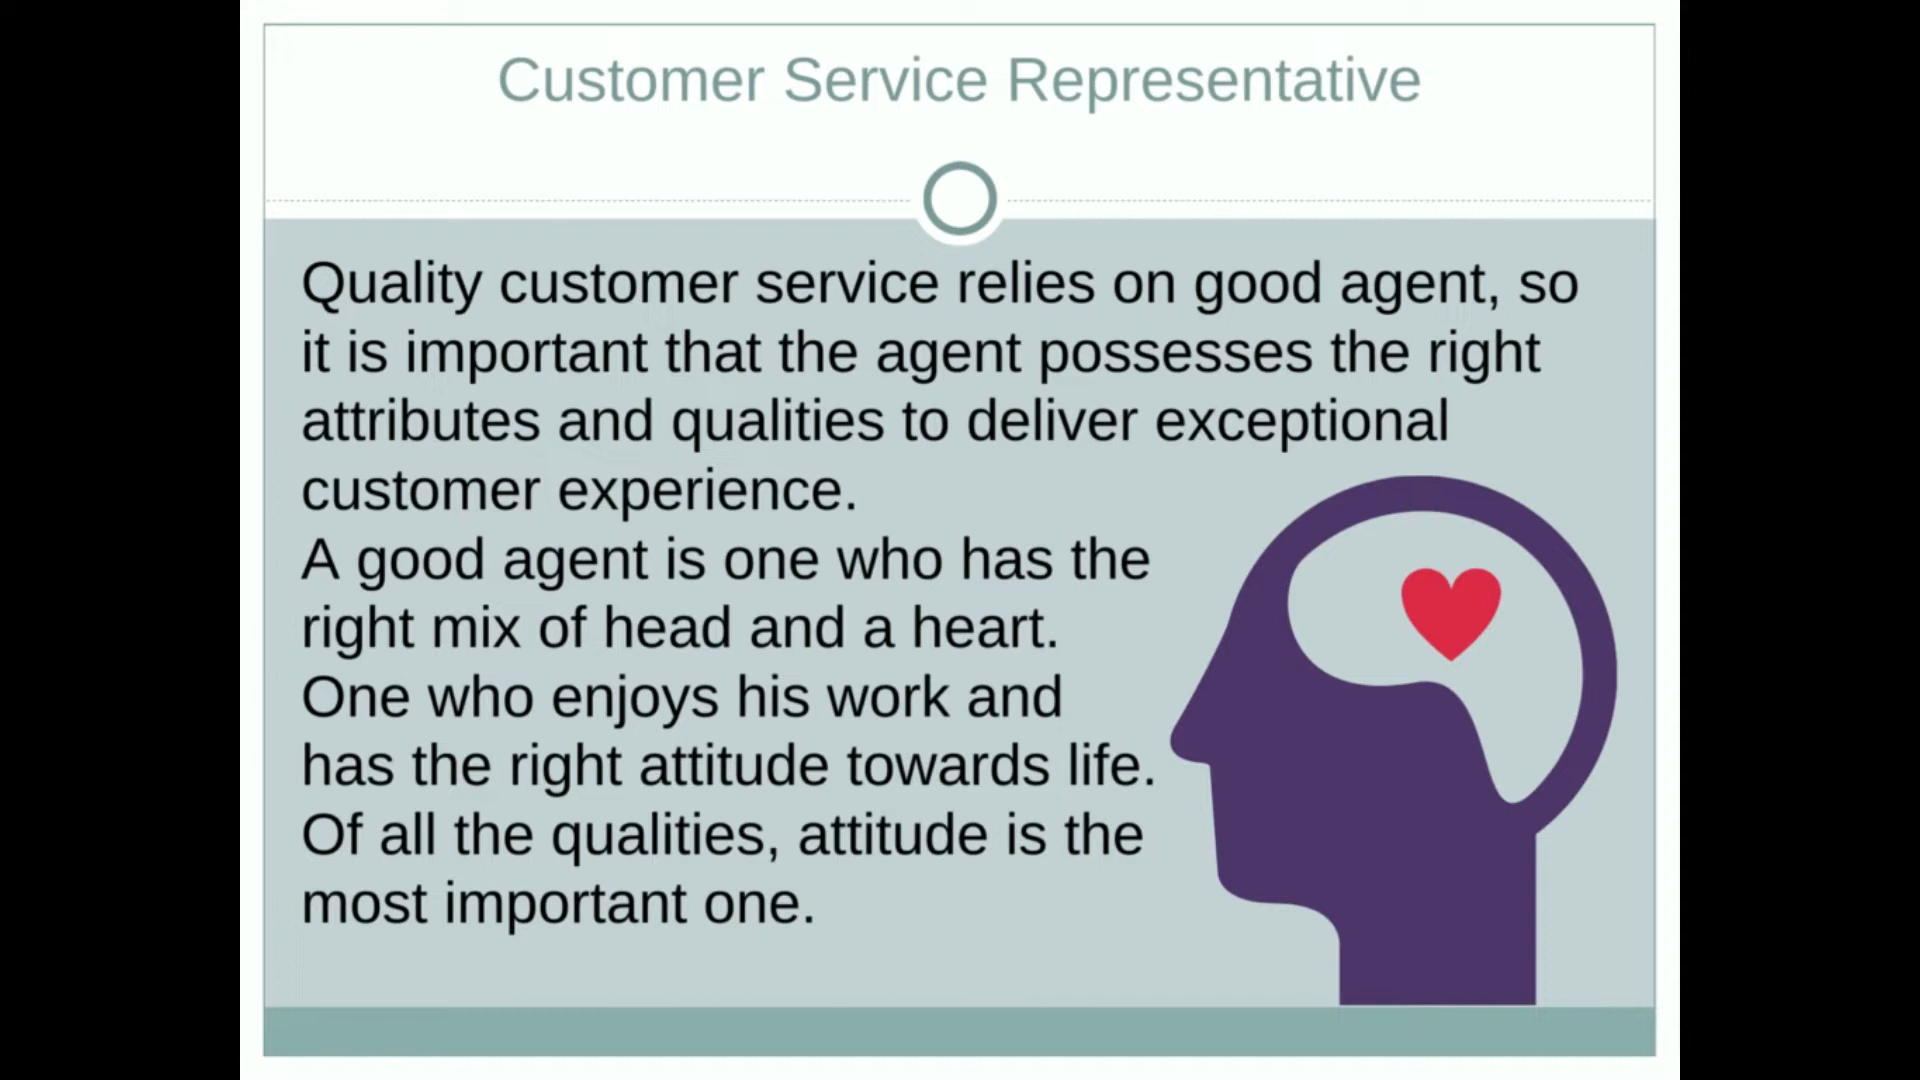 Customer Service Representative
Quality customer service relies on good agent, so
it is important that the agent possesses the right
attributes and qualities to deliver exceptional
customer experience.
A good agent is one who has the
right mix of head and a heart.
One who enjoys his work and
has the right attitude towards life.
Of all the qualities, attitude is the
most important one.